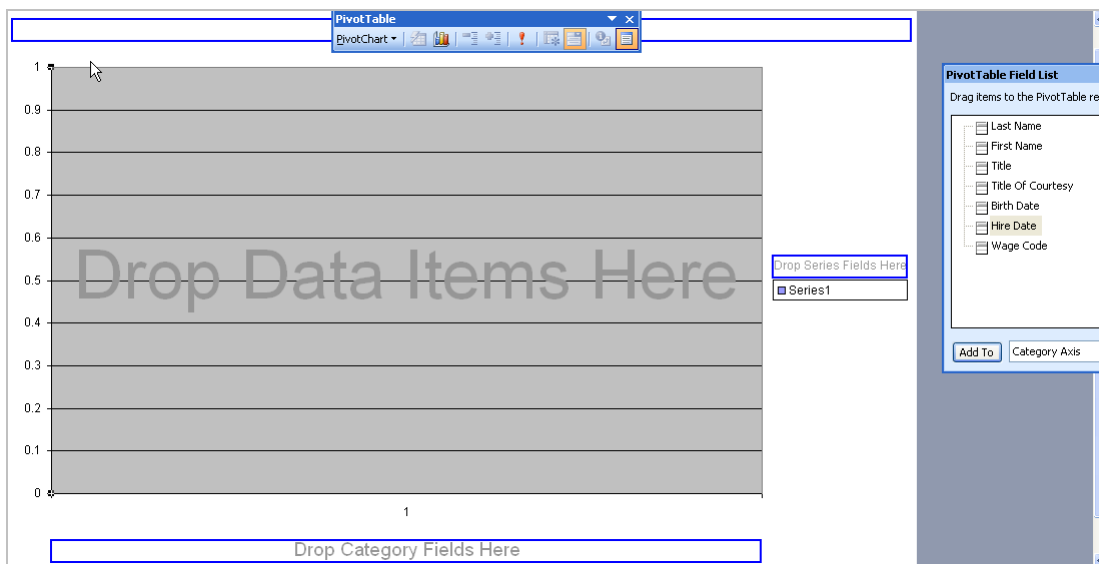 PivotTable
PivotChart
1
0.9
0.8
0.7
0.6
0.5
0.4
0.3
0.2
0.1
0
Drop Data Items Here
1
Drop Category Fields Here
Drop Series Fields Here
Series1
PivotTable Field List
Drag items to the PivotTable re
Last Name
First Name
Title
Title Of Courtesy
Birth Date
Hire Date
Wage Code
Add To
Category Axis